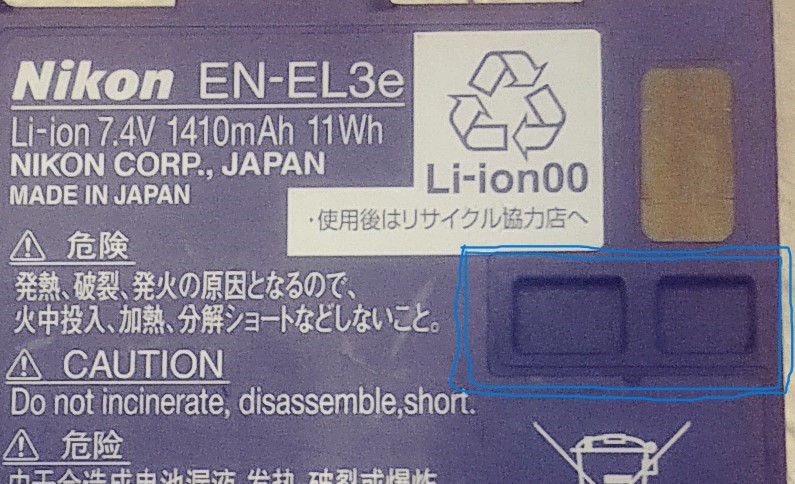 Nikon EN-EL3e
Li-ion 7.4V 1410mAh 11Wh
NIKON CORP., JAPAN
MADE IN JAPAN
Li-ion00
・使用後はリサイクル協力店へ
⚠ 危険
発熱、破裂、発火の原因となるので、
火中投入、加熱、分解ショートなどしないこと。
⚠ CAUTION
Do not incinerate, disassemble,short.
⚠ 危险